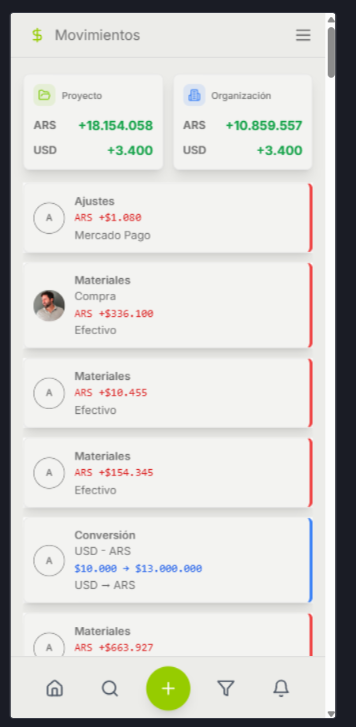 $ Movimientos
Proyecto
ARS +18.154.058
USD +3.400
Organización
ARS +10.859.557
USD +3.400
A
Ajustes
ARS +$1.080
Mercado Pago
Materiales
Compra
ARS +$336.100
Efectivo
A
Materiales
ARS +$10.455
Efectivo
A
Materiales
ARS +$154.345
Efectivo
A
Conversión
USD - ARS
$10.000 → $13.000.000
USD → ARS
A
Materiales
ARS +$663.927